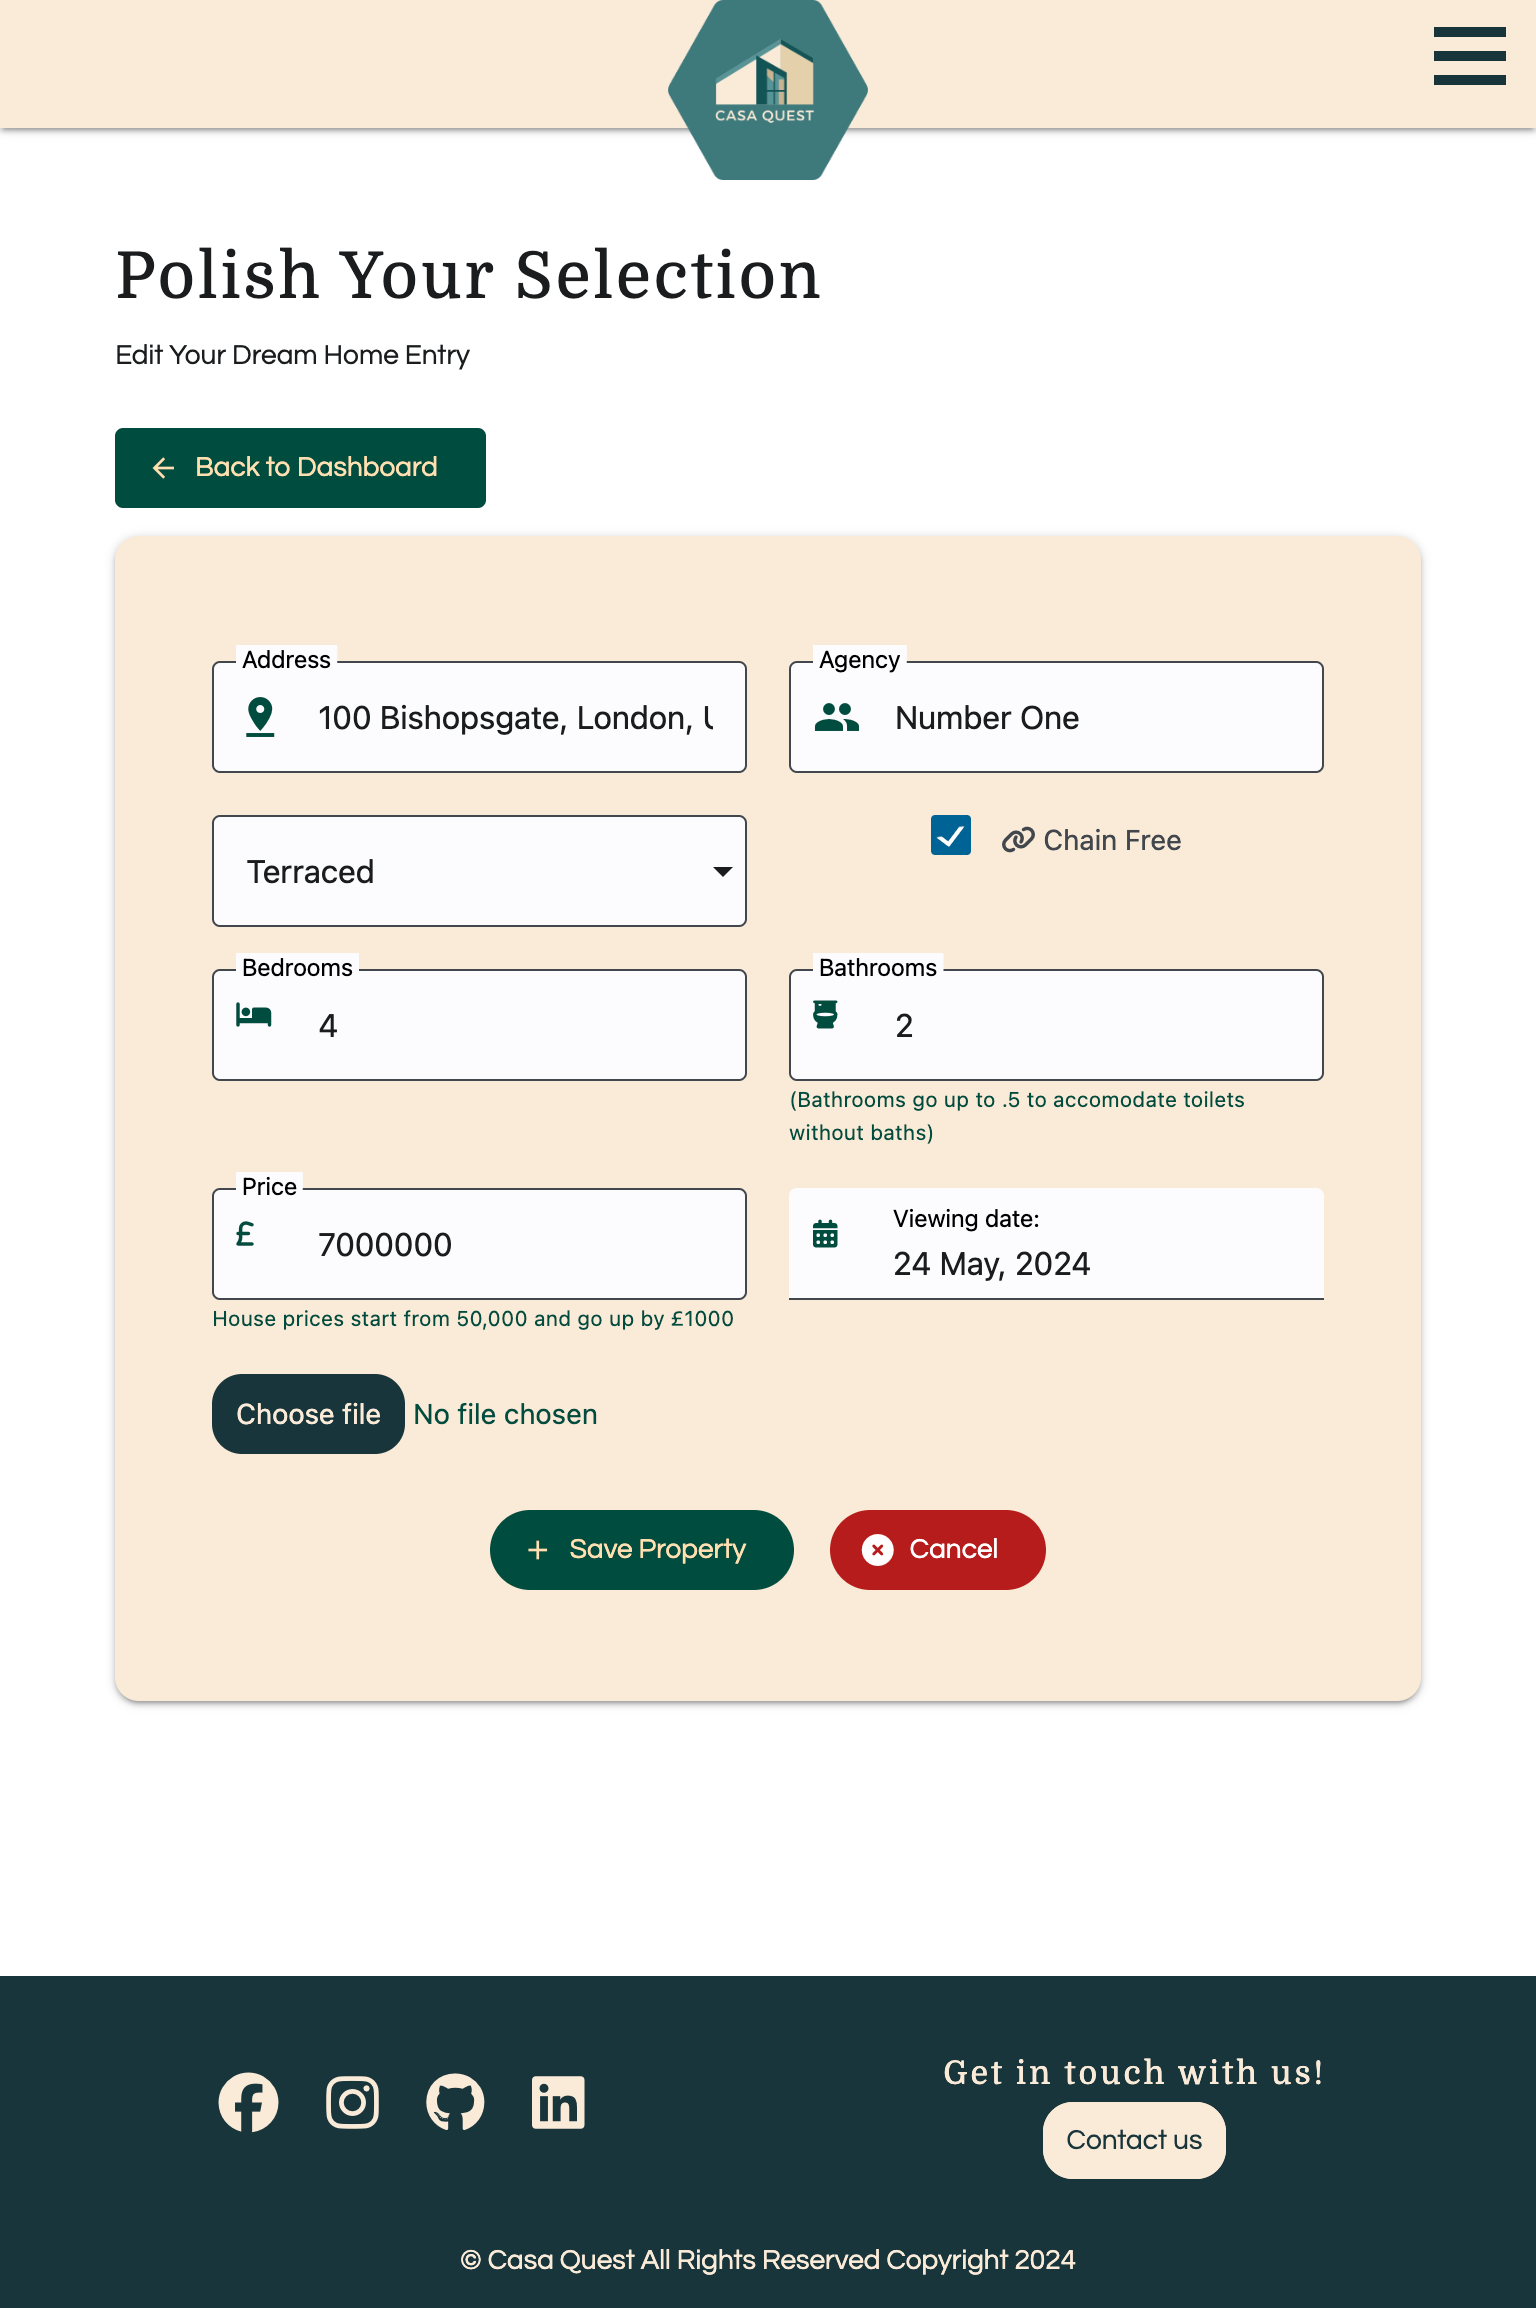 CASA QUEST
Polish Your Selection
Edit Your Dream Home Entry
Back to Dashboard
Address
100 Bishopsgate, London,
Agency
Number One
Terraced
Chain Free
Bedrooms
4
Bathrooms
2
(Bathrooms go up to .5 to accomodate toilets
without baths)
Price
£
7000000
House prices start from 50,000 and go up by £1000
Viewing date:
24 May, 2024
Choose file No file chosen
+ Save Property
Cancel
Get in touch with us!
Contact us
© Casa Quest All Rights Reserved Copyright 2024